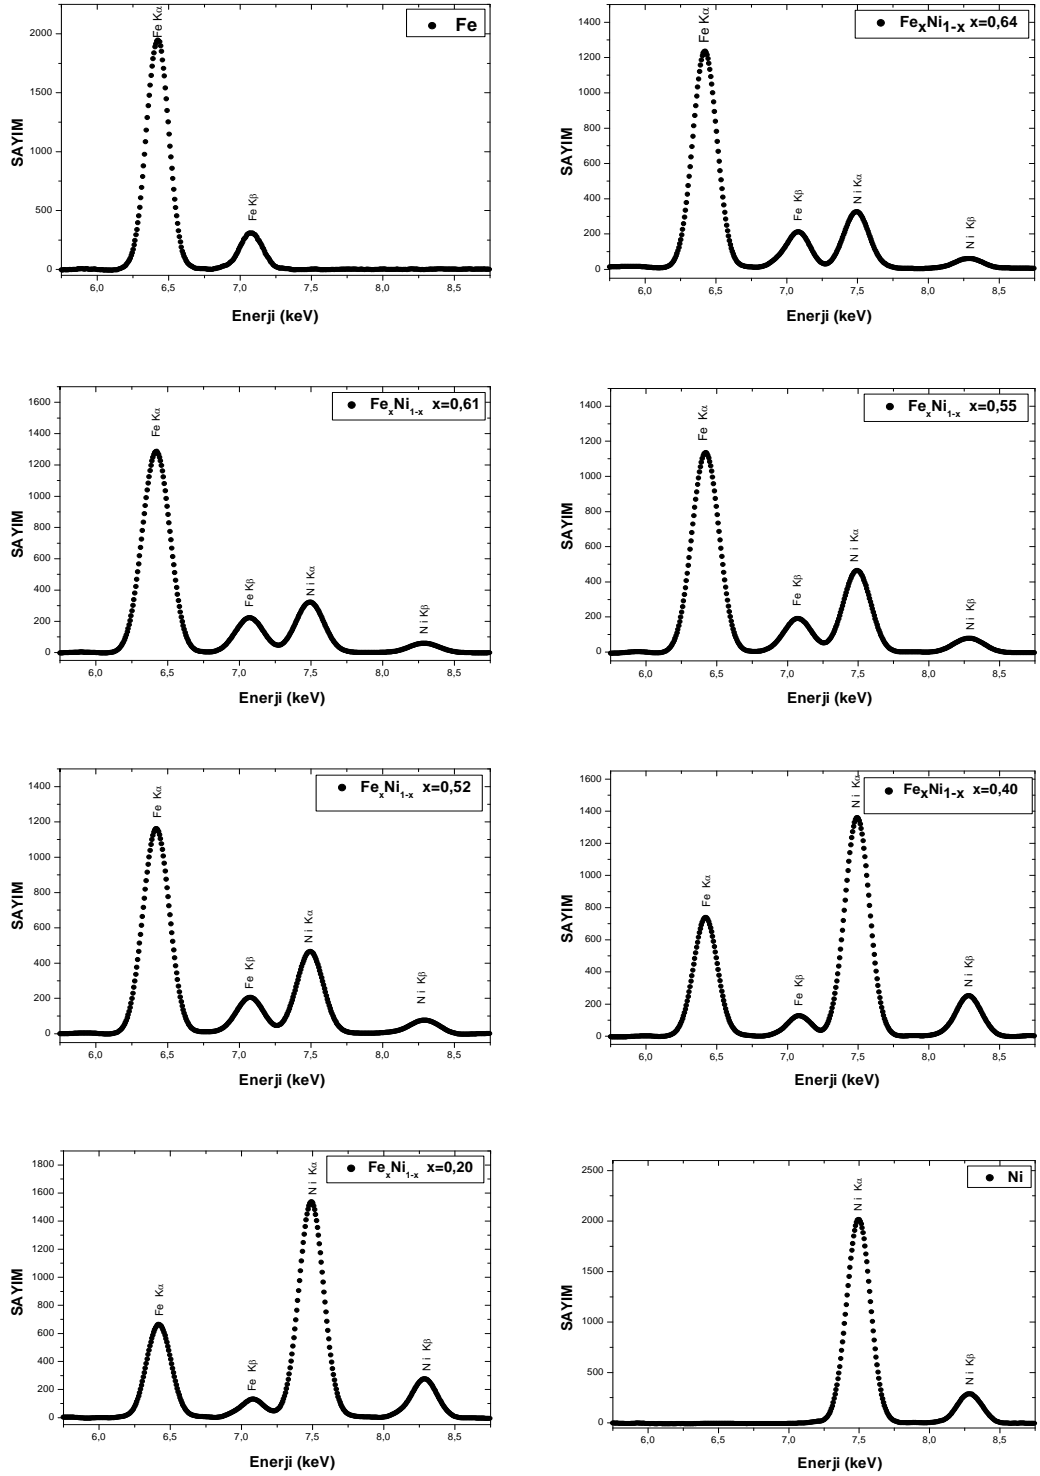 Fe
Fe Kα
Fe Kβ
2000
1500
1000
500
0
SAYIM
6,0 6,5 7,0 7,5 8,0 8,5
Enerji (keV)
FexNi1-x x=0,64
Fe Kα
Fe Kβ
Ni Kα
Ni Kβ
1400
1200
1000
800
600
400
200
0
SAYIM
6,0 6,5 7,0 7,5 8,0 8,5
Enerji (keV)
FexNi1-x x=0,61
Fe Kα
Fe Kβ
Ni Kα
Ni Kβ
1600
1400
1200
1000
800
600
400
200
0
SAYIM
6,0 6,5 7,0 7,5 8,0 8,5
Enerji (keV)
FexNi1-x x=0,55
Fe Kα
Fe Kβ
Ni Kα
Ni Kβ
1400
1200
1000
800
600
400
200
0
SAYIM
6,0 6,5 7,0 7,5 8,0 8,5
Enerji (keV)
FexNi1-x x=0,52
Fe Kα
Fe Kβ
Ni Kα
Ni Kβ
1400
1200
1000
800
600
400
200
0
SAYIM
6,0 6,5 7,0 7,5 8,0 8,5
Enerji (keV)
FexNi1-x x=0,40
Fe Kα
Fe Kβ
Ni Kα
Ni Kβ
1600
1400
1200
1000
800
600
400
200
0
SAYIM
6,0 6,5 7,0 7,5 8,0 8,5
Enerji (keV)
FexNi1-x x=0,20
Fe Kα
Fe Kβ
Ni Kα
Ni Kβ
1800
1600
1400
1200
1000
800
600
400
200
0
SAYIM
6,0 6,5 7,0 7,5 8,0 8,5
Enerji (keV)
Ni
Ni Kα
Ni Kβ
2500
2000
1500
1000
500
0
SAYIM
6,0 6,5 7,0 7,5 8,0 8,5
Enerji (keV)